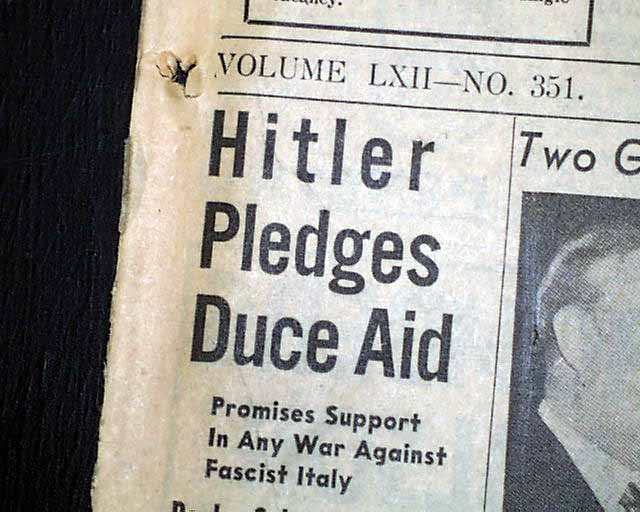 VOLUME LXII—NO. 351.
Hitler
Pledges
Duce Aid
Promises Support
In Any War Against
Fascist Italy
Two